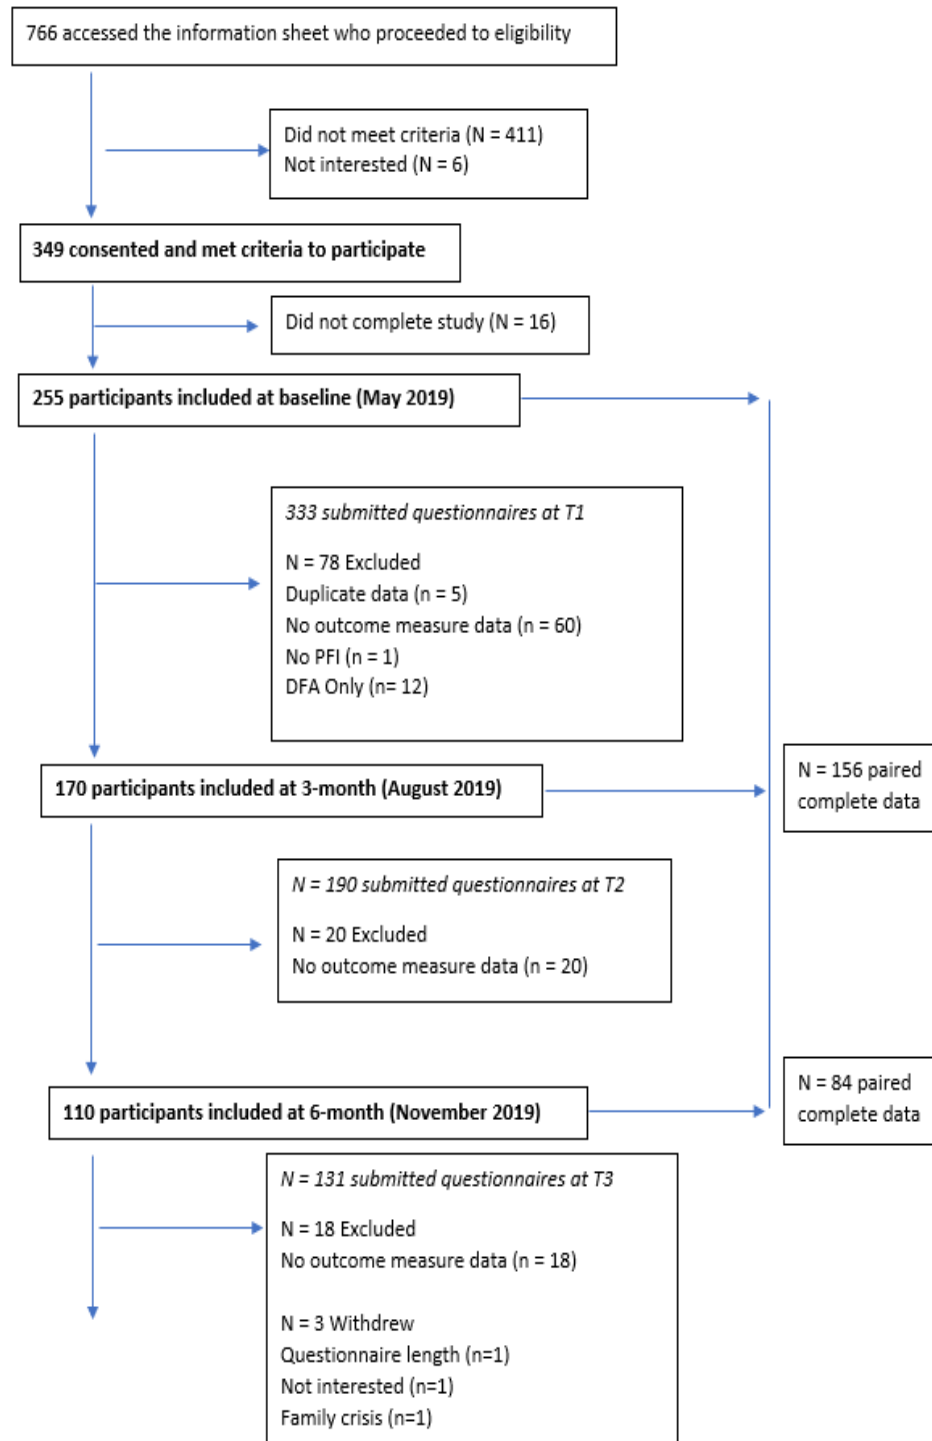 766 accessed the information sheet who proceeded to eligibility
Did not meet criteria (N = 411)
Not interested (N = 6)
349 consented and met criteria to participate
Did not complete study (N = 16)
255 participants included at baseline (May 2019)
333 submitted questionnaires at T1
N = 78 Excluded
Duplicate data (n = 5)
No outcome measure data (n = 60)
No PFI (n = 1)
DFA Only (n= 12)
170 participants included at 3-month (August 2019)
N = 156 paired
complete data
N = 190 submitted questionnaires at T2
N = 20 Excluded
No outcome measure data (n = 20)
110 participants included at 6-month (November 2019)
N = 84 paired
complete data
N = 131 submitted questionnaires at T3
N = 18 Excluded
No outcome measure data (n = 18)
N = 3 Withdrew
Questionnaire length (n=1)
Not interested (n=1)
Family crisis (n=1)